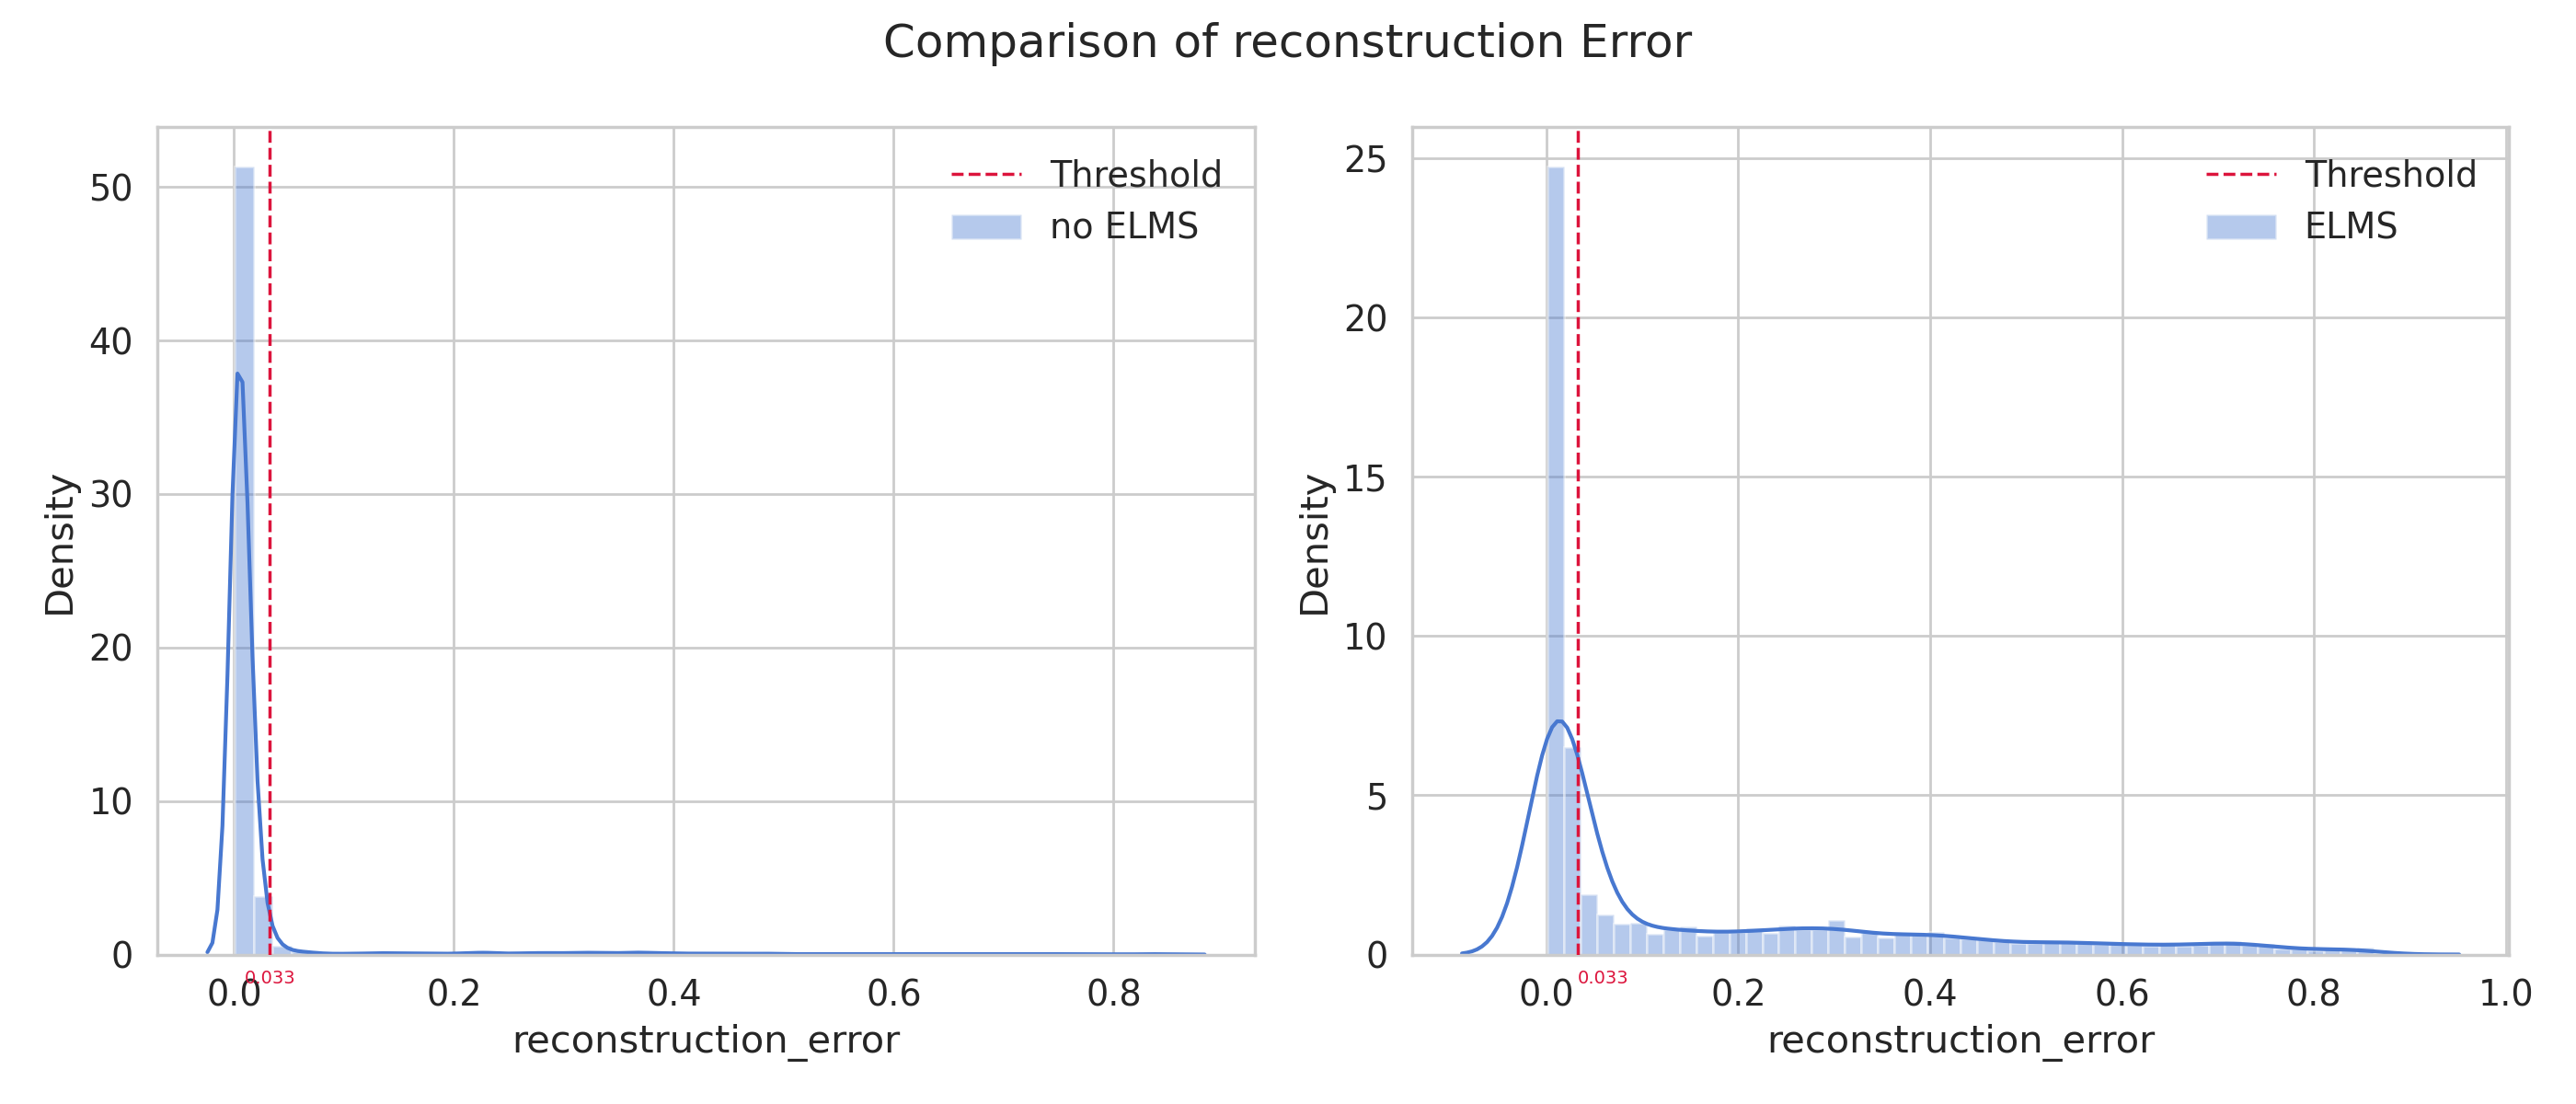 Comparison of reconstruction Error
Threshold
no ELMS
50
40
30
20
10
0
Density
0.033
0.0 0.2 0.4 0.6 0.8
reconstruction_error
Threshold
ELMS
25
20
15
10
5
0
Density
0.033
0.0 0.2 0.4 0.6 0.8 1.0
reconstruction_error